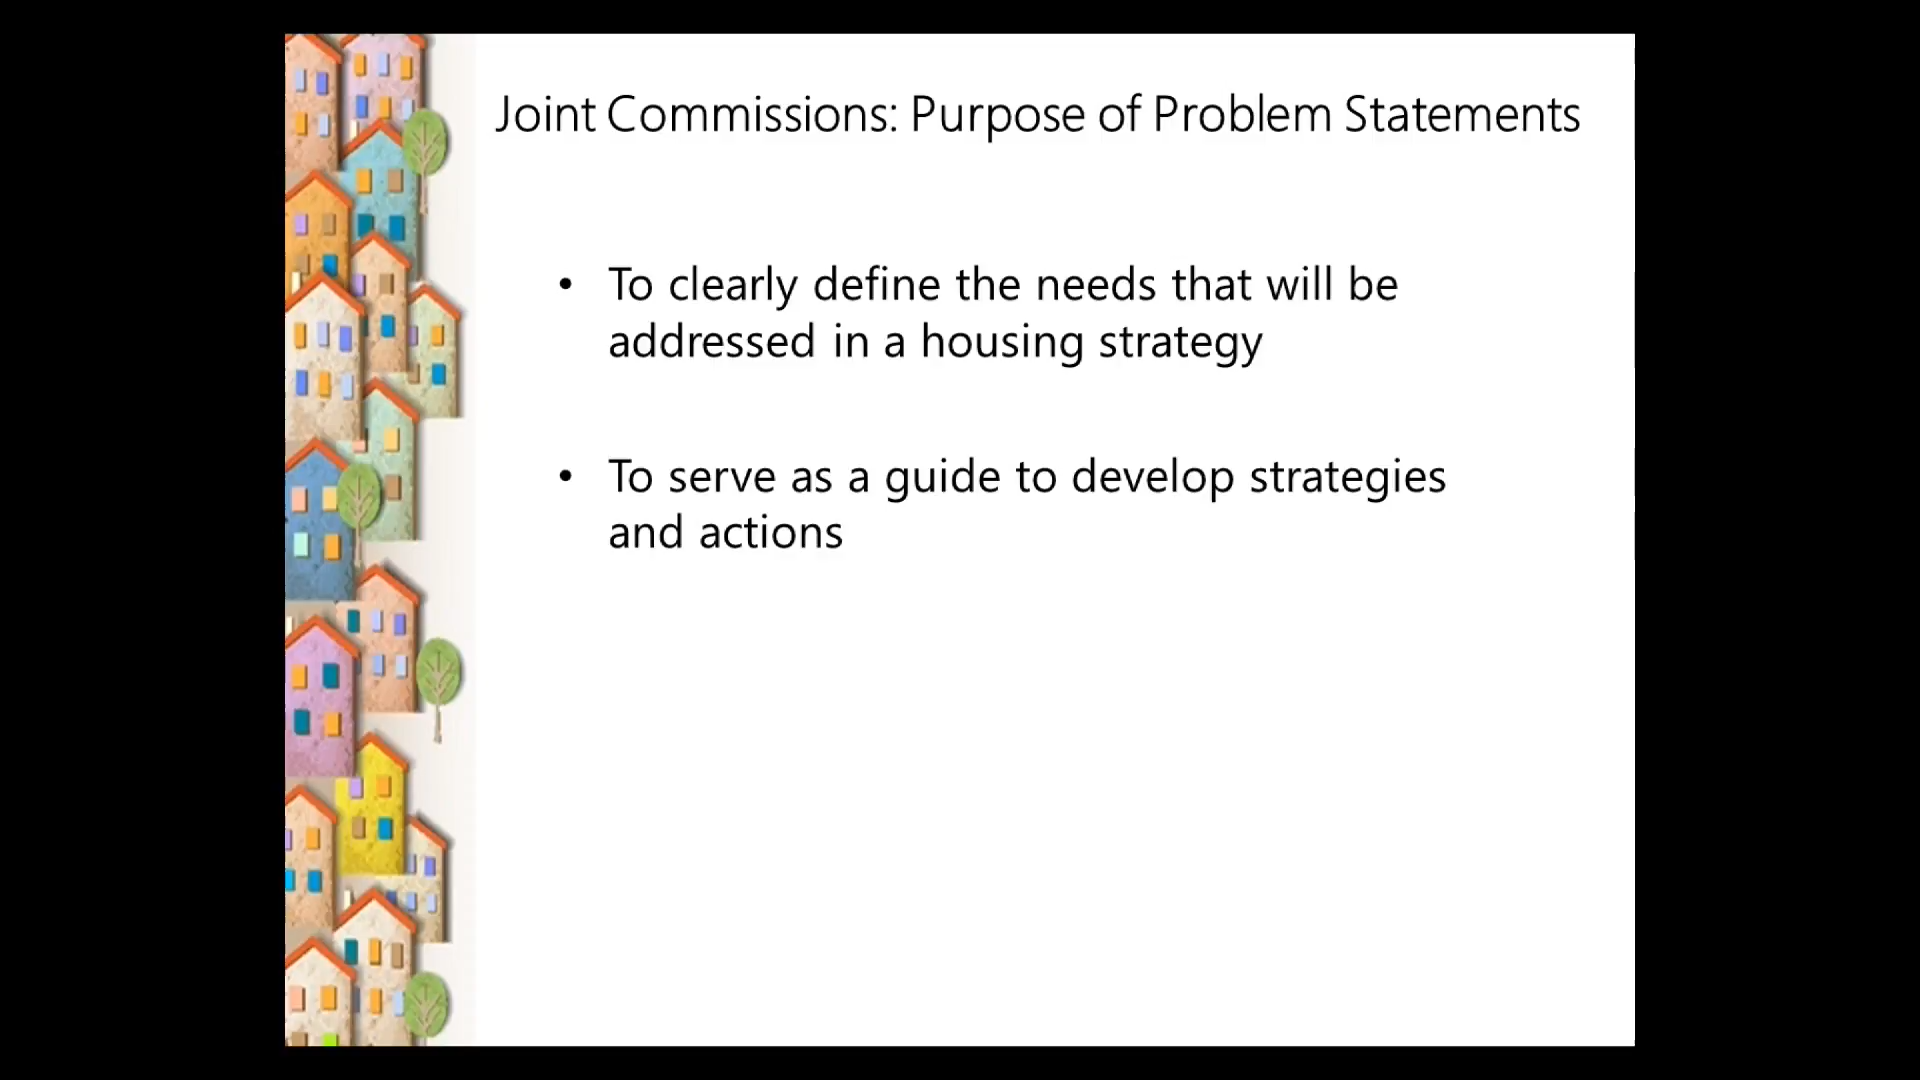 Joint Commissions: Purpose of Problem Statements
• To clearly define the needs that will be
addressed in a housing strategy
• To serve as a guide to develop strategies
and actions